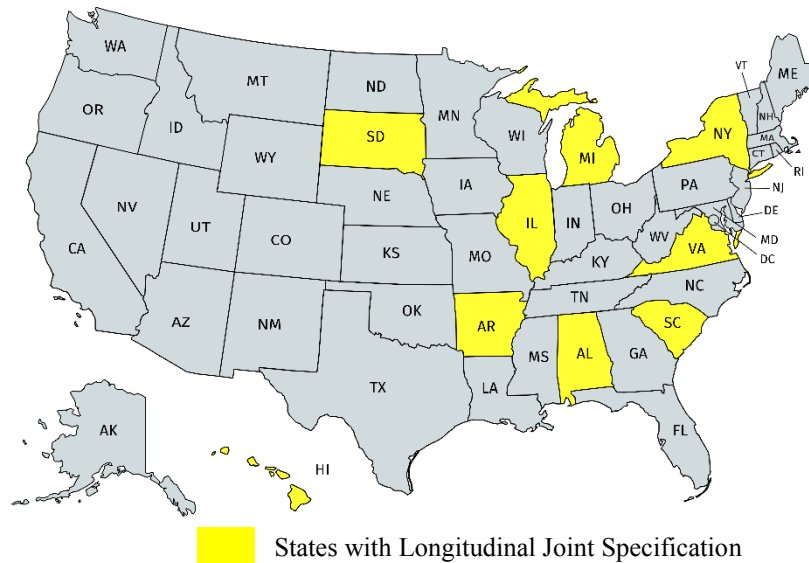 WA
MT
ND
MN
VT
ME
OR
ID
SD
WI
MI
NY
NH
MA
CT
RI
WY
IA
PA
NJ
NV
NE
IL
IN
OH
DE
UT
CO
WV
VA
MD
DC
CA
KS
MO
KY
NC
AZ
NM
OK
AR
TN
SC
MS
AL
GA
TX
LA
FL
AK
HI
States with Longitudinal Joint Specification